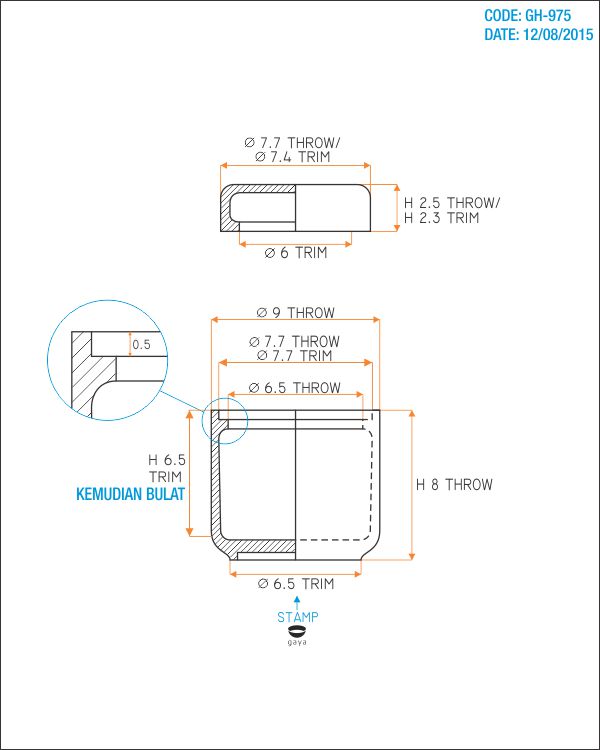 CODE: GH-975
DATE: 12/08/2015
∅ 7.7 THROW/
∅ 7.4 TRIM
H 2.5 THROW/
H 2.3 TRIM
∅ 6 TRIM
∅ 9 THROW
∅ 7.7 THROW
∅ 7.7 TRIM
0.5
∅ 6.5 THROW
H 6.5
TRIM
KEMUDIAN BULAT
H 8 THROW
∅ 6.5 TRIM
STAMP
gaya